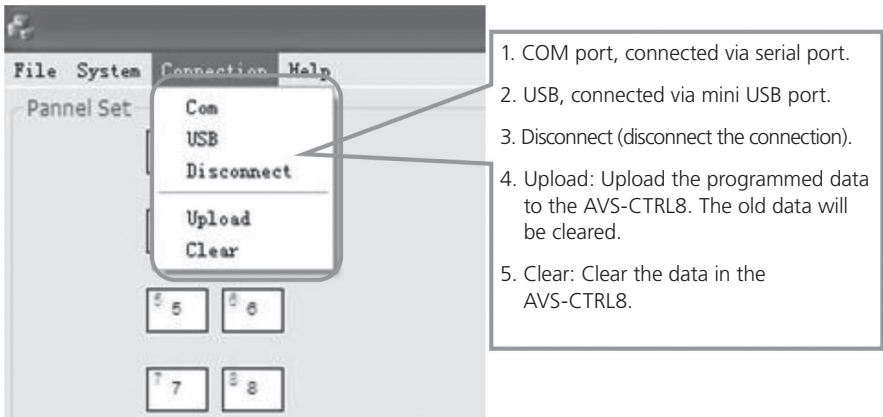 File System Connection Help
Pannel Set
Com
USB
Disconnect
Upload
Clear
5 5 6 6
7 7 8 8
1. COM port, connected via serial port.
2. USB, connected via mini USB port.
3. Disconnect (disconnect the connection).
4. Upload: Upload the programmed data
to the AVS-CTRL8. The old data will
be cleared.
5. Clear: Clear the data in the
AVS-CTRL8.